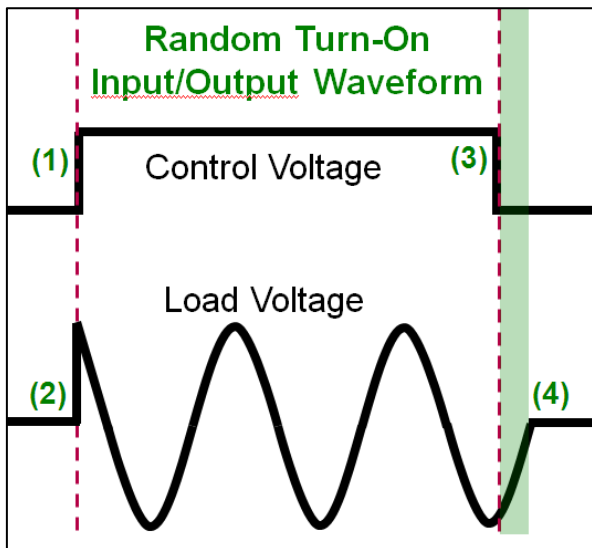 Random Turn-On
Input/Output Waveform
(1)
Control Voltage
(3)
Load Voltage
(2)
(4)